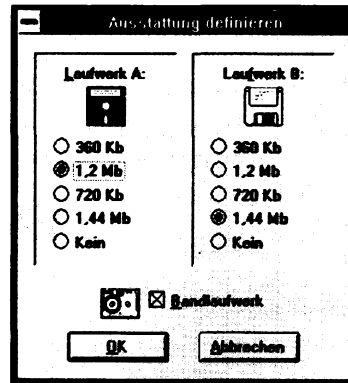 Ausstattung definieren
Laufwerk A:
360 Kb
1,2 Mb
720 Kb
1,44 Mb
Kein
Laufwerk B:
360 Kb
1,2 Mb
720 Kb
1,44 Mb
Kein
Bandlaufwerk
OK
Abbrechen